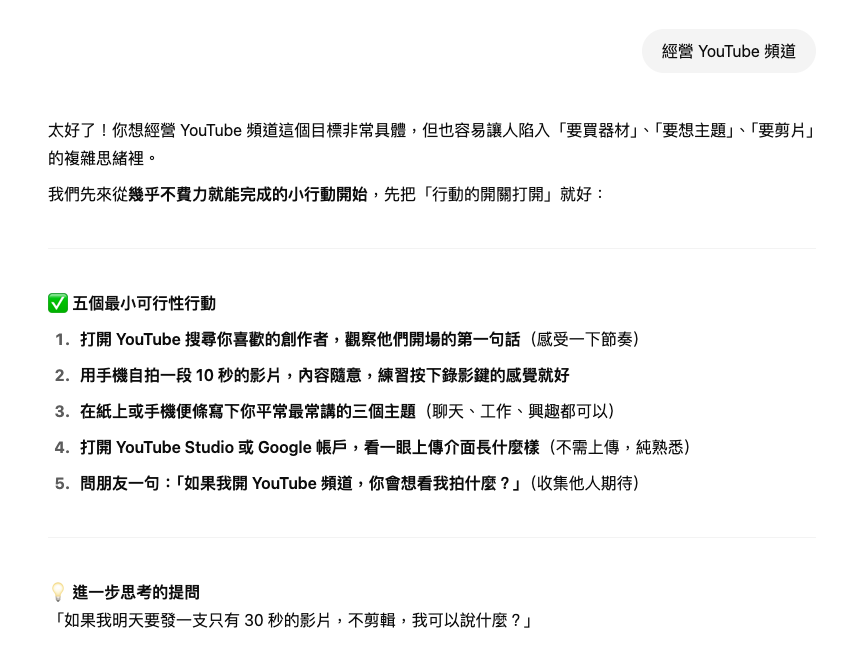 經營 YouTube 頻道
太好了！你想經營 YouTube 頻道這個目標非常具體，但也容易讓人陷入「要買器材」、「要想主題」、「要剪片」
的複雜思緒裡。
我們先來從幾乎不費力就能完成的小行動開始，先把「行動的開關打開」就好：
✅ 五個最小可行性行動
1. 打開 YouTube 搜尋你喜歡的創作者，觀察他們開場的第一句話（感受一下節奏）
2. 用手機自拍一段 10 秒的影片，內容隨意，練習按下錄影鍵的感覺就好
3. 在紙上或手機便條寫下你平常最常講的三個主題（聊天、工作、興趣都可以）
4. 打開 YouTube Studio 或 Google 帳戶，看一眼上傳介面長什麼樣（不需上傳，純熟悉）
5. 問朋友一句：「如果我開 YouTube 頻道，你會想看我拍什麼？」（收集他人期待）
💡 進一步思考的提問
「如果我明天要發一支只有 30 秒的影片，不剪輯，我可以說什麼？」